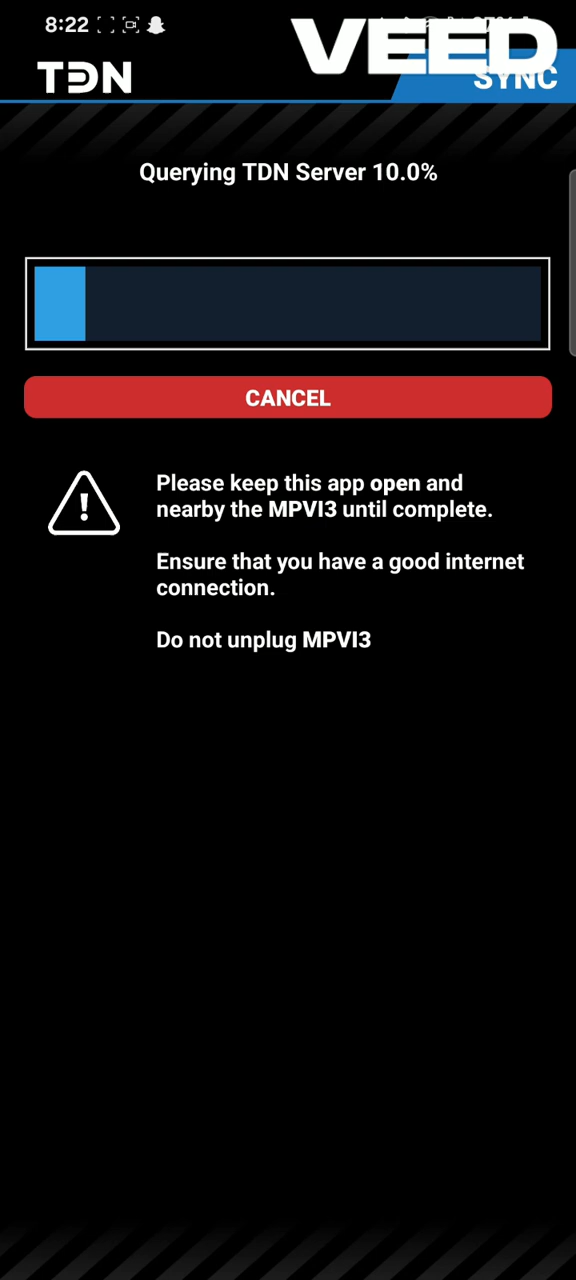 8:22
VEED
TDN
SYNC
Querying TDN Server 10.0%
CANCEL
!
Please keep this app open and
nearby the MPVI3 until complete.
Ensure that you have a good internet
connection.
Do not unplug MPVI3